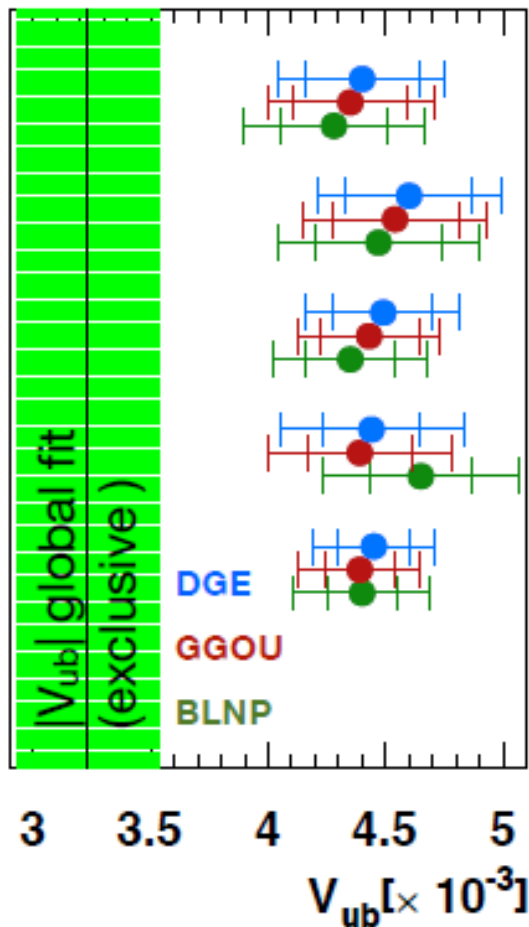 |Vub| global fit
(exclusive)
DGE
GGOU
BLNP
3 3.5 4 4.5 5
Vub[× 10-3]